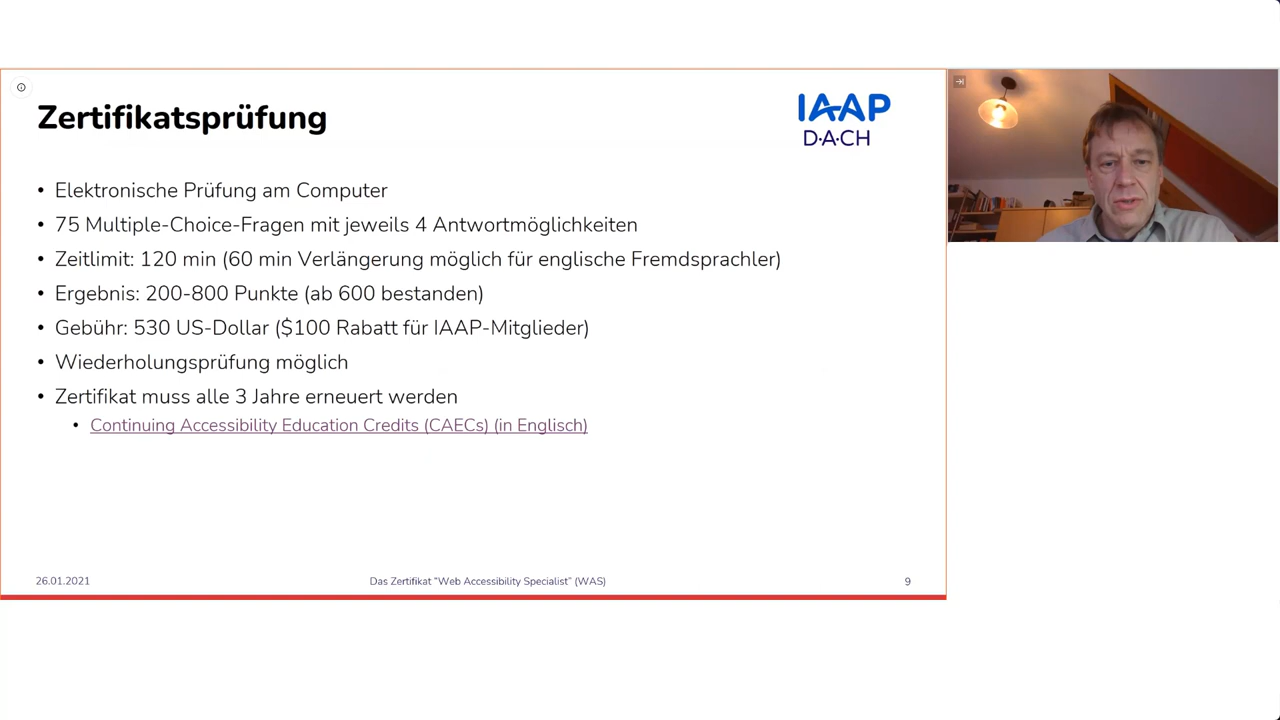 Zertifikatsprüfung
IAAP
D·A·CH
• Elektronische Prüfung am Computer
• 75 Multiple-Choice-Fragen mit jeweils 4 Antwortmöglichkeiten
• Zeitlimit: 120 min (60 min Verlängerung möglich für englische Fremdsprachler)
• Ergebnis: 200-800 Punkte (ab 600 bestanden)
• Gebühr: 530 US-Dollar ($100 Rabatt für IAAP-Mitglieder)
• Wiederholungsprüfung möglich
• Zertifikat muss alle 3 Jahre erneuert werden
• Continuing Accessibility Education Credits (CAECs) (in Englisch)
26.01.2021
Das Zertifikat "Web Accessibility Specialist" (WAS)
9